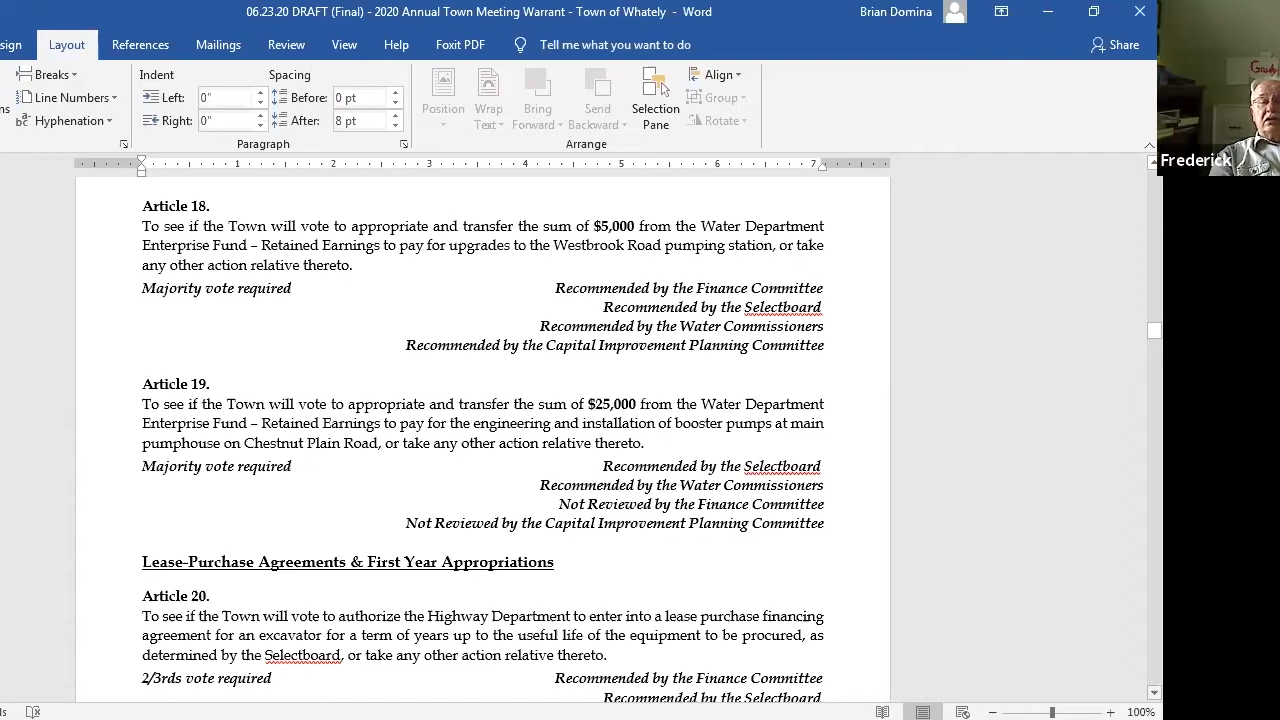 06.23.20 DRAFT (Final) - 2020 Annual Town Meeting Warrant - Town of Whately - Word
Brian Domina
sign Layout References Mailings Review View Help Foxit PDF Tell me what you want to do Share
Breaks
Line Numbers
Hyphenation
Indent
Left: 0"
Right: 0"
Spacing
Before: 0 pt
After: 8 pt
Paragraph
Position
Wrap Text
Bring Forward
Send Backward
Selection Pane
Align
Group
Rotate
Arrange
Frederick
1 2 3 4 5 6 7
Article 18.
To see if the Town will vote to appropriate and transfer the sum of $5,000 from the Water Department
Enterprise Fund – Retained Earnings to pay for upgrades to the Westbrook Road pumping station, or take
any other action relative thereto.
Majority vote required Recommended by the Finance Committee
Recommended by the Selectboard
Recommended by the Water Commissioners
Recommended by the Capital Improvement Planning Committee
Article 19.
To see if the Town will vote to appropriate and transfer the sum of $25,000 from the Water Department
Enterprise Fund – Retained Earnings to pay for the engineering and installation of booster pumps at main
pumphouse on Chestnut Plain Road, or take any other action relative thereto.
Majority vote required Recommended by the Selectboard
Recommended by the Water Commissioners
Not Reviewed by the Finance Committee
Not Reviewed by the Capital Improvement Planning Committee
Lease-Purchase Agreements & First Year Appropriations
Article 20.
To see if the Town will vote to authorize the Highway Department to enter into a lease purchase financing
agreement for an excavator for a term of years up to the useful life of the equipment to be procured, as
determined by the Selectboard, or take any other action relative thereto.
2/3rds vote required Recommended by the Finance Committee
Recommended by the Selectboard
100%